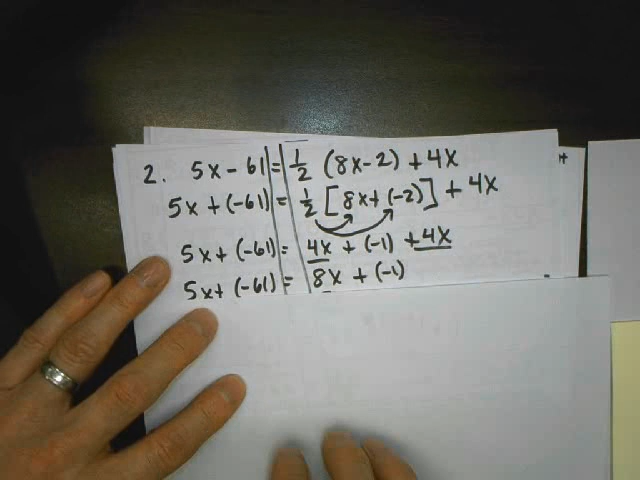 2. 5x - 61 = 1/2 (8x - 2) + 4x
5x + (-61) = 1/2 [8x + (-2)] + 4x
5x + (-61) = 4x + (-1) + 4x
5x + (-61) = 8x + (-1)